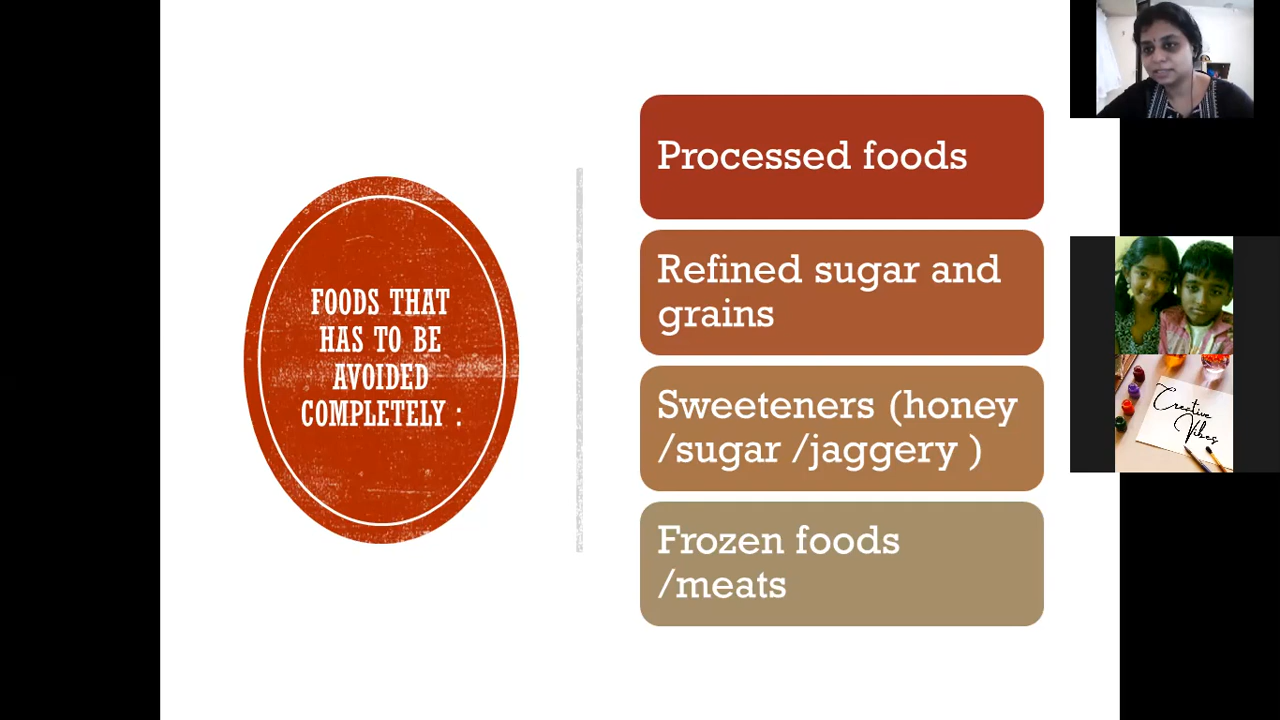 FOODS THAT
HAS TO BE
AVOIDED
COMPLETELY :
Processed foods
Refined sugar and
grains
Sweeteners (honey
/sugar /jaggery )
Frozen foods
/meats
Creative
Vibes